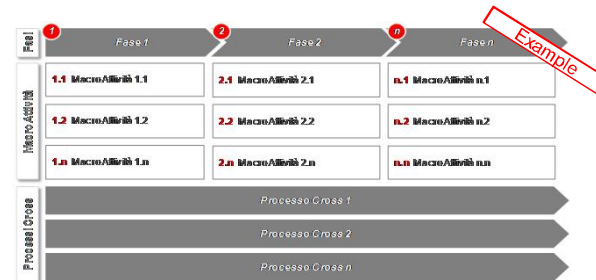 Fasi
1
Fase 1
2
Fase 2
n
Fase n
Example
Macro Attività
1.1 MacroAttività 1.1
2.1 MacroAttività 2.1
n.1 MacroAttività n.1
1.2 MacroAttività 1.2
2.2 MacroAttività 2.2
n.2 MacroAttività n.2
1.n MacroAttività 1.n
2.n MacroAttività 2.n
n.n MacroAttività n.n
Processi Cross
Processo Cross 1
Processo Cross 2
Processo Cross n